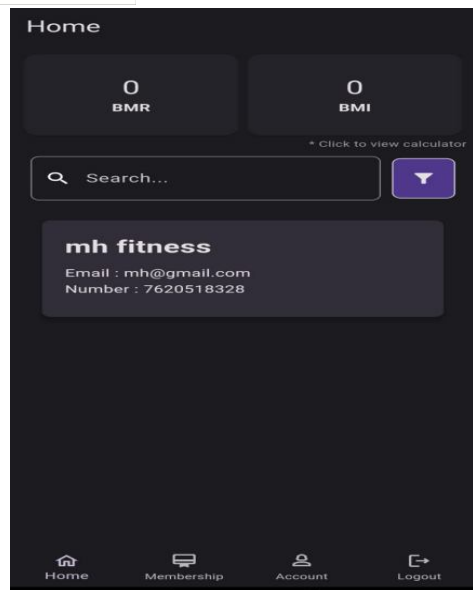 Home
0
BMR
0
BMI
* Click to view calculator
Search...
mh fitness
Email : mh@gmail.com
Number : 7620518328
Home
Membership
Account
Logout